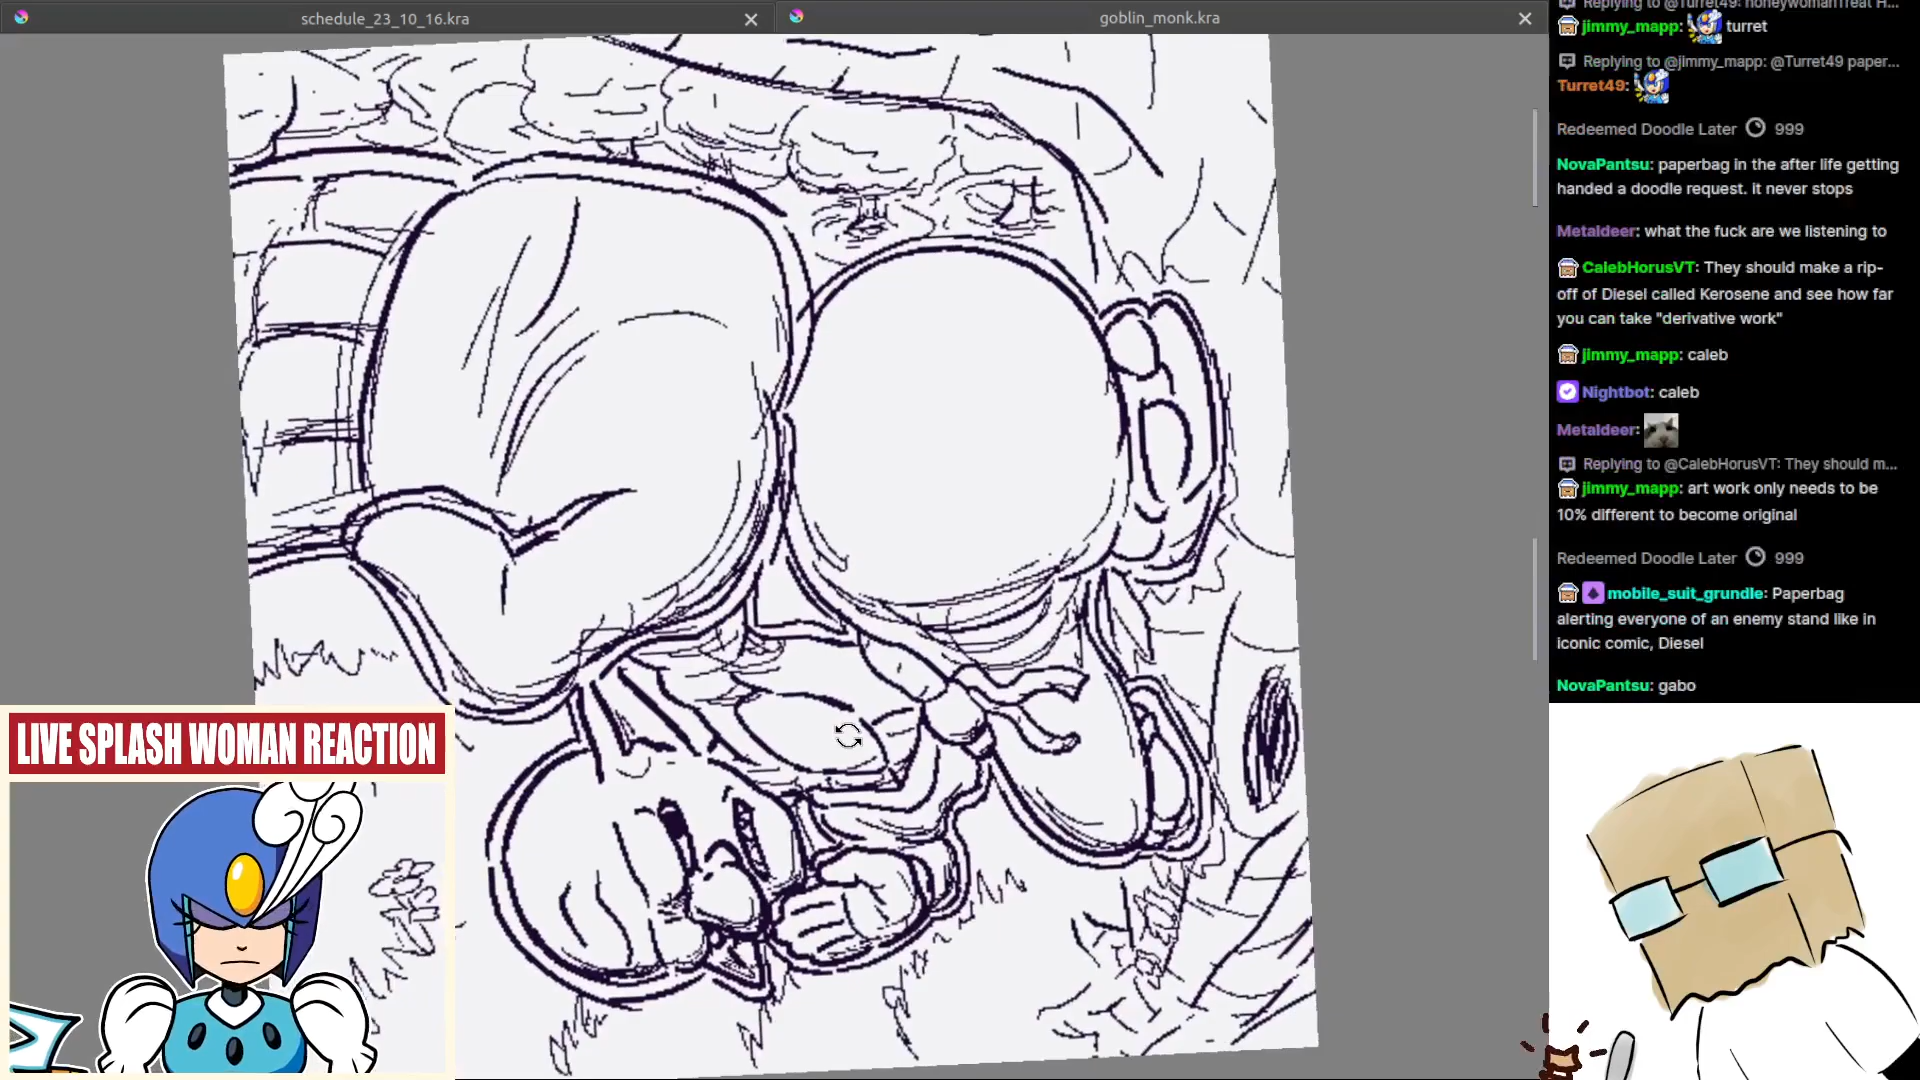 schedule_23_10_16.kra
goblin_monk.kra
jimmy_mapp: turret
Replying to @jimmy_mapp: @Turret49 paper...
Turret49:
Redeemed Doodle Later 999
NovaPantsu: paperbag in the after life getting
handed a doodle request. it never stops
Metaldeer: what the fuck are we listening to
CalebHorusVT: They should make a rip-
off of Diesel called Kerosene and see how far
you can take "derivative work"
jimmy_mapp: caleb
Nightbot: caleb
Metaldeer:
Replying to @CalebHorusVT: They should m...
jimmy_mapp: art work only needs to be
10% different to become original
Redeemed Doodle Later 999
mobile_suit_grundle: Paperbag
alerting everyone of an enemy stand like in
iconic comic, Diesel
NovaPantsu: gabo
LIVE SPLASH WOMAN REACTION